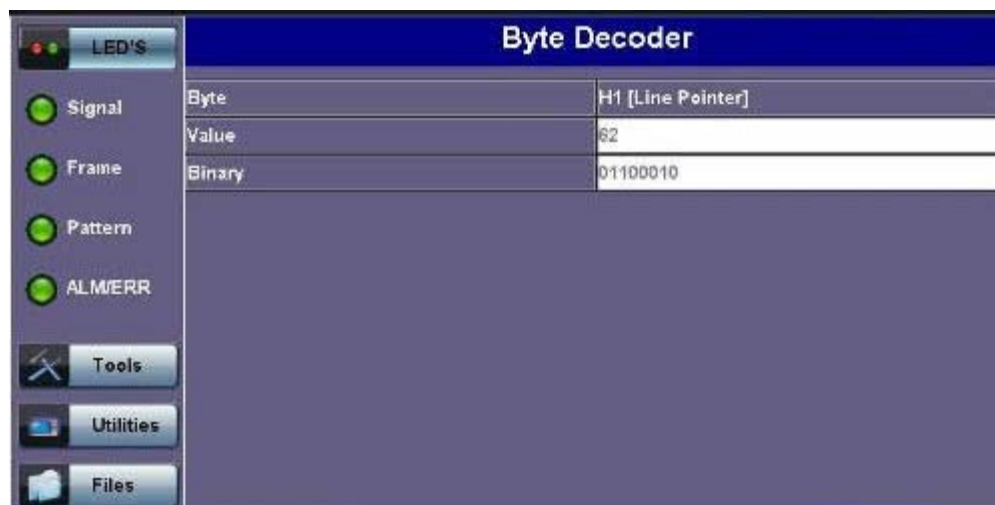 LED'S
Byte Decoder
Signal
Byte H1 [Line Pointer]
Value 62
Frame
Binary 01100010
Pattern
ALM/ERR
Tools
Utilities
Files